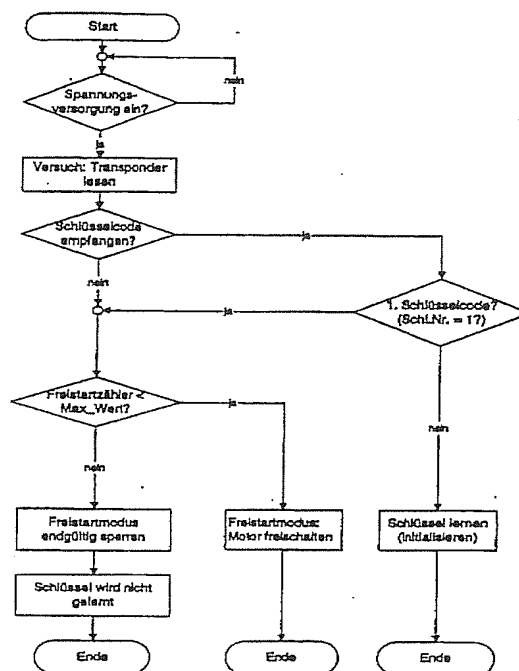 Start
nein
Spannungs-
versorgung ein?
ja
Versuch: Transponder
lesen
Schlüsselcode
empfangen?
ja
nein
ja
1. Schlüsselcode?
(Schl.Nr. = 17)
Freistartzähler <
Max_Wert?
ja
nein
nein
Freistartmodus
endgültig sperren
Freistartmodus:
Motor freischalten
Schlüssel lernen
(initialisieren)
Schlüssel wird nicht
gelernt
Ende
Ende
Ende